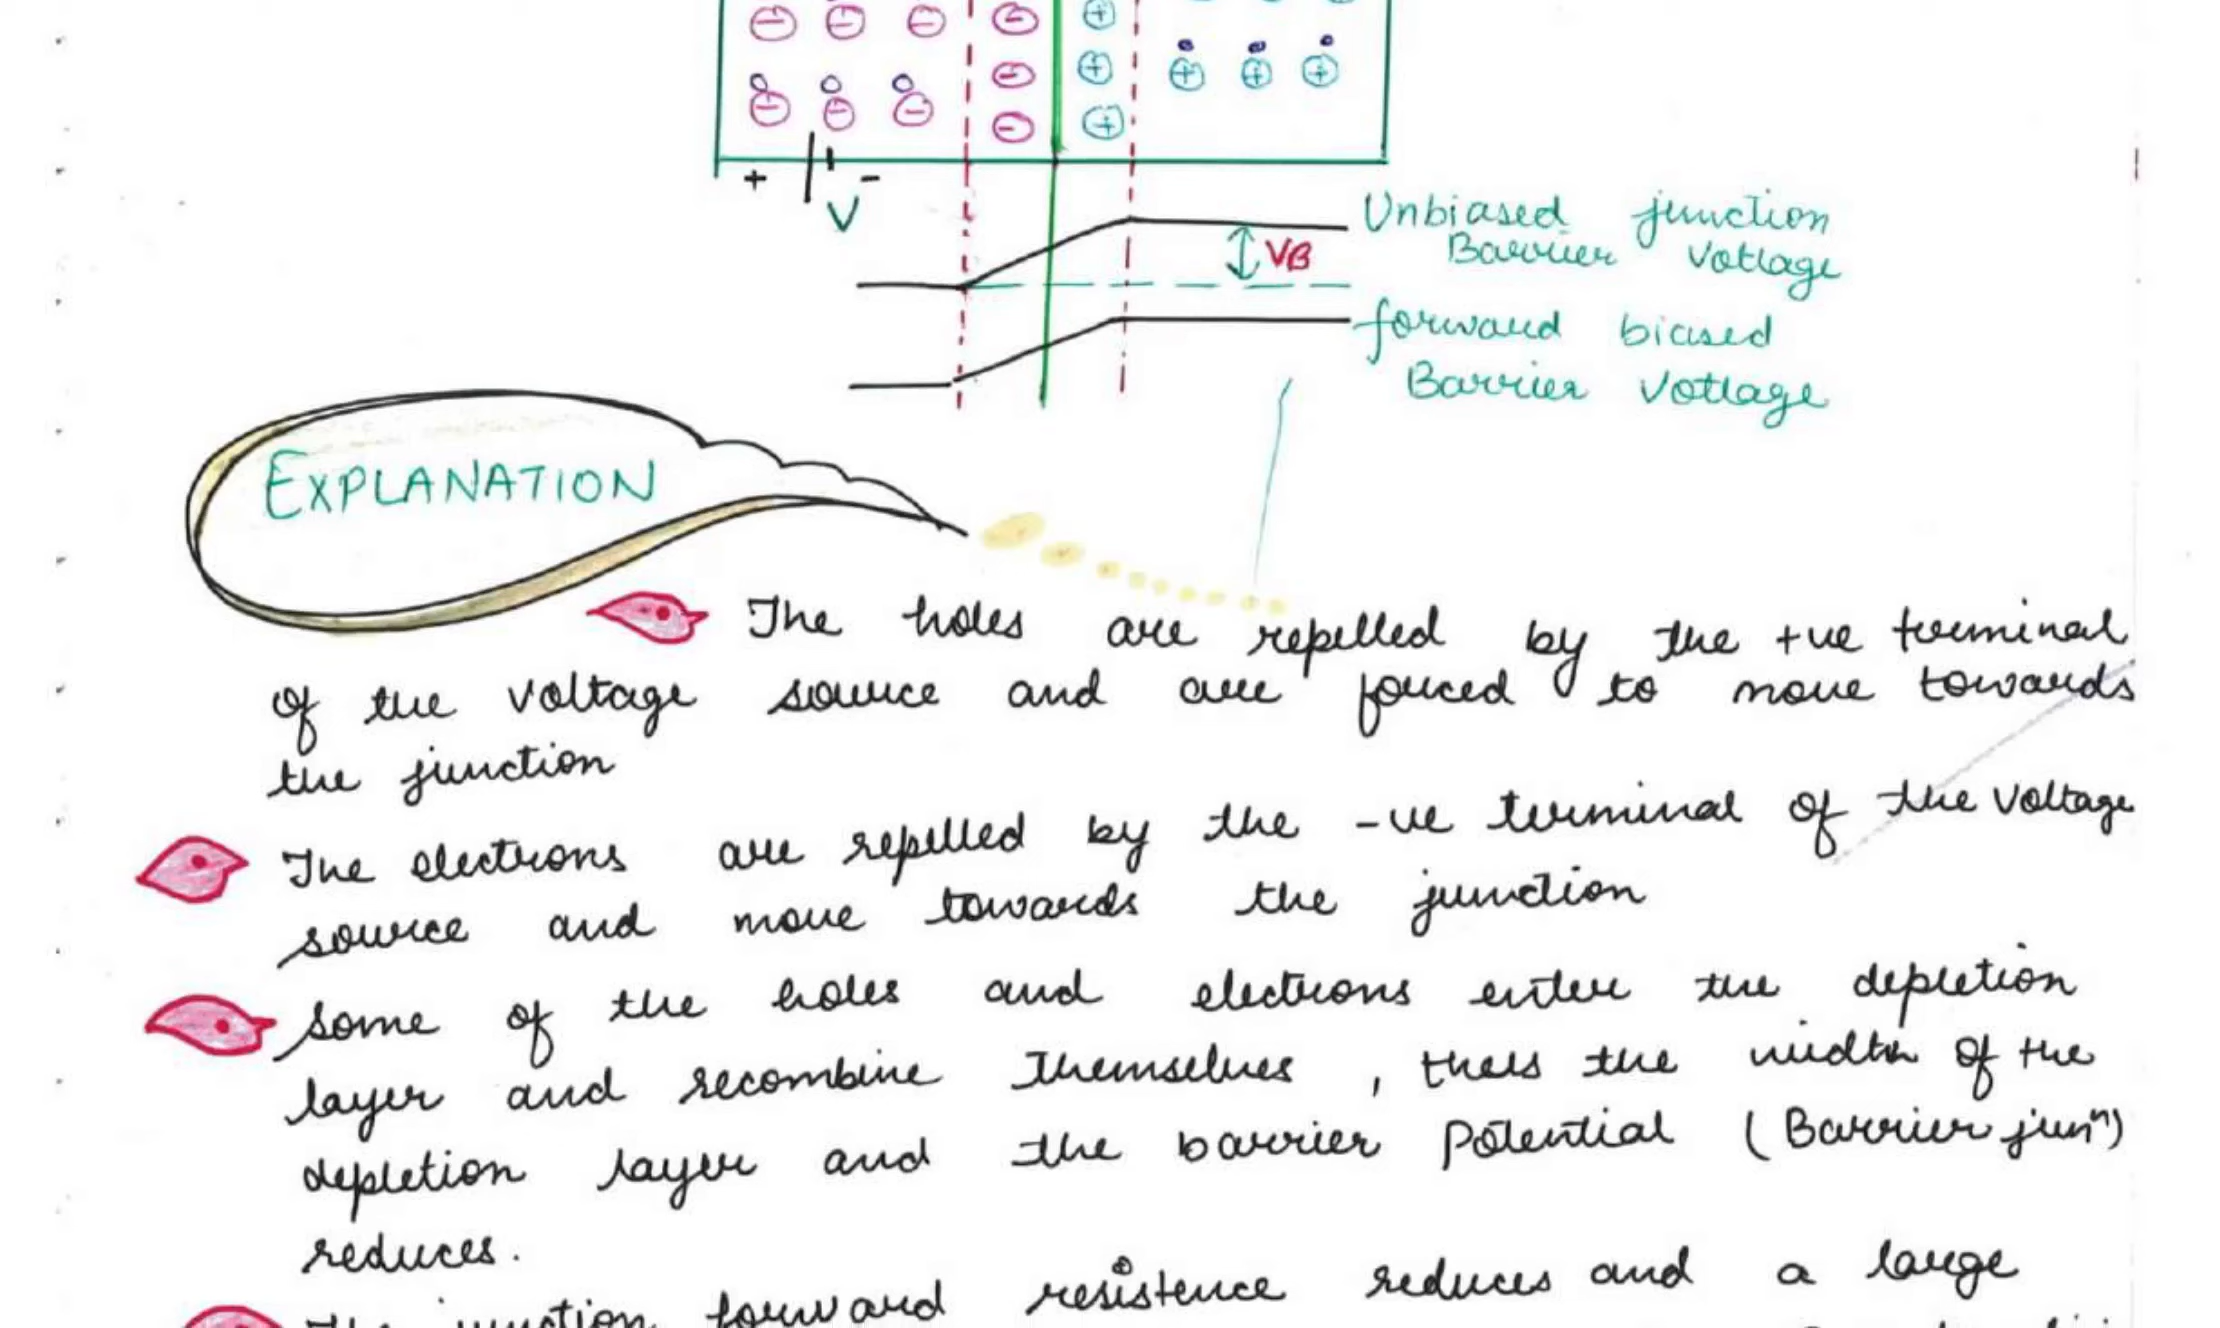 + -
V
Unbiased junction
Barrier Votlage
VB
forward biased
Barrier Votlage
EXPLANATION
The holes are repelled by the +ve terminal
of the voltage source and are forced to move towards
the junction
The electrons are repelled by the -ve terminal of the Voltage
source and move towards the junction
Some of the holes and electrons enter the depletion
layer and recombine Themselves , thus the width of the
depletion layer and the barrier Potential (Barrier junⁿ)
reduces.
The junction forward resistence reduces and a large